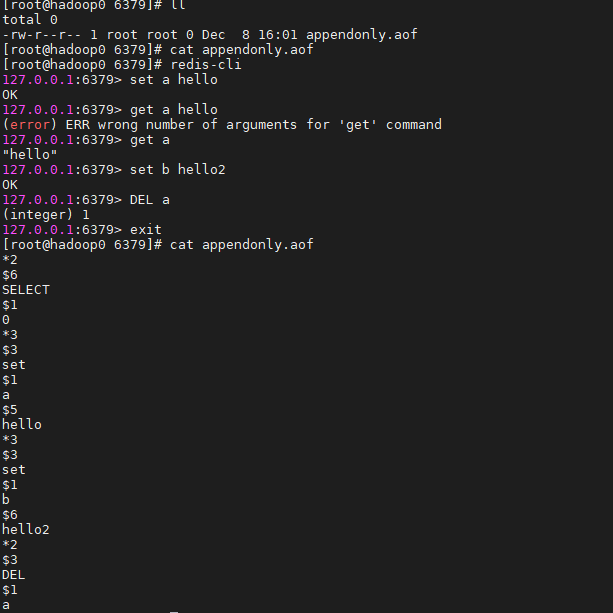 [root@hadoop0 6379]# ll
total 0
-rw-r--r-- 1 root root 0 Dec  8 16:01 appendonly.aof
[root@hadoop0 6379]# cat appendonly.aof
[root@hadoop0 6379]# redis-cli
127.0.0.1:6379> set a hello
OK
127.0.0.1:6379> get a hello
(error) ERR wrong number of arguments for 'get' command
127.0.0.1:6379> get a
"hello"
127.0.0.1:6379> set b hello2
OK
127.0.0.1:6379> DEL a
(integer) 1
127.0.0.1:6379> exit
[root@hadoop0 6379]# cat appendonly.aof
*2
$6
SELECT
$1
0
*3
$3
set
$1
a
$5
hello
*3
$3
set
$1
b
$6
hello2
*2
$3
DEL
$1
a